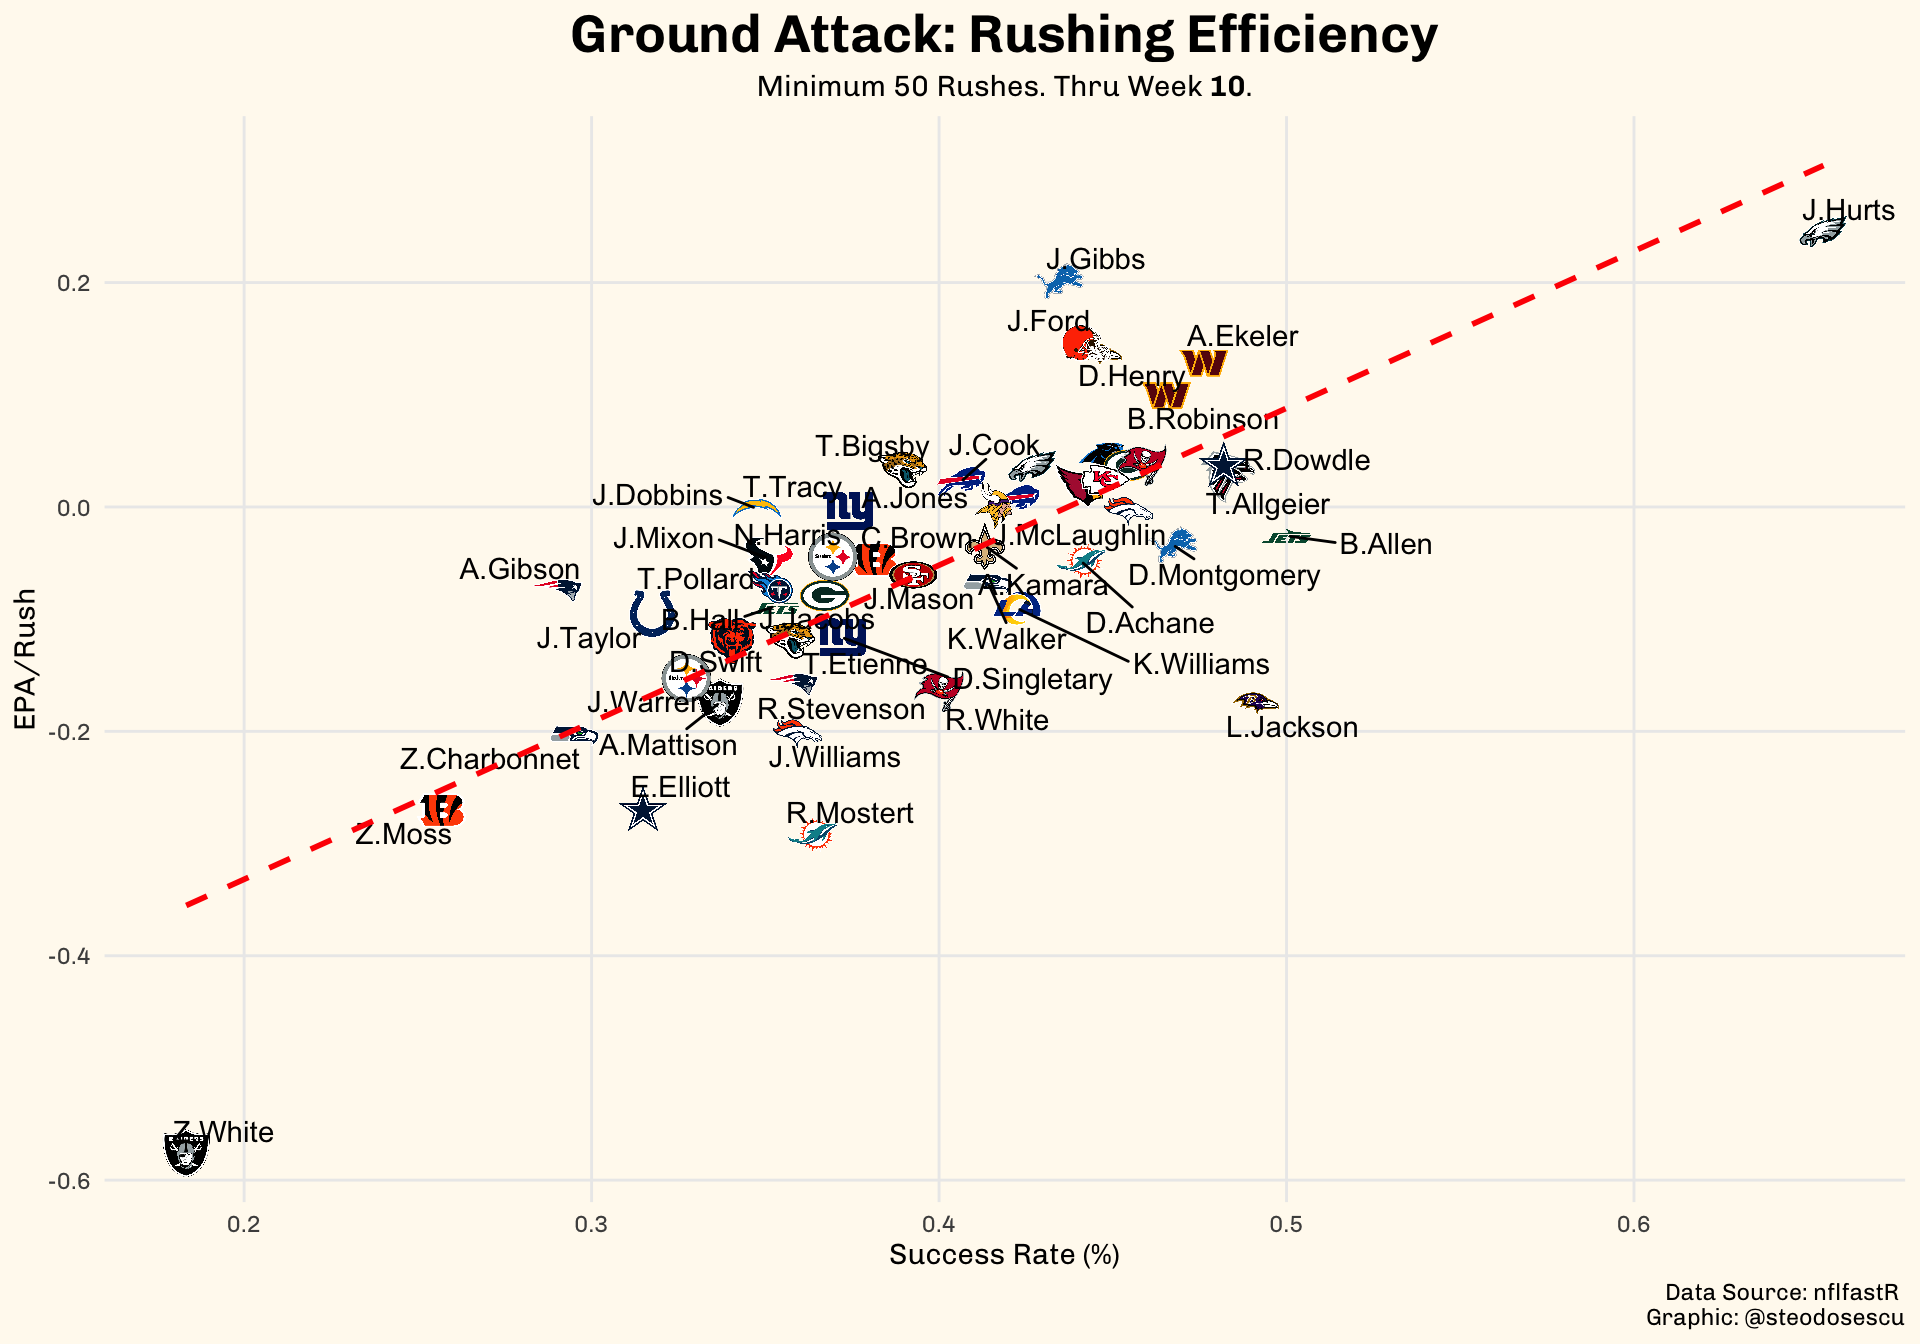 Ground Attack: Rushing Efficiency
Minimum 50 Rushes. Thru Week 10.
J.Hurts
J.Gibbs
J.Ford
A.Ekeler
D.Henry
B.Robinson
T.Bigsby
J.Cook
R.Dowdle
J.Dobbins
T.Tracy
A.Jones
T.Allgeier
J.Mixon
N.Harris
C.Brown
J.McLaughlin
B.Allen
A.Gibson
T.Pollard
A.Kamara
D.Montgomery
J.Mason
B.Hall
J.Jacobs
D.Achane
J.Taylor
K.Walker
D.Swift
T.Etienne
K.Williams
D.Singletary
J.Warren
R.Stevenson
R.White
L.Jackson
A.Mattison
J.Williams
Z.Charbonnet
E.Elliott
R.Mostert
Z.Moss
Z.White
EPA/Rush
0.2
0.0
-0.2
-0.4
-0.6
0.2
0.3
0.4
0.5
0.6
Success Rate (%)
Data Source: nflfastR
Graphic: @steodosescu